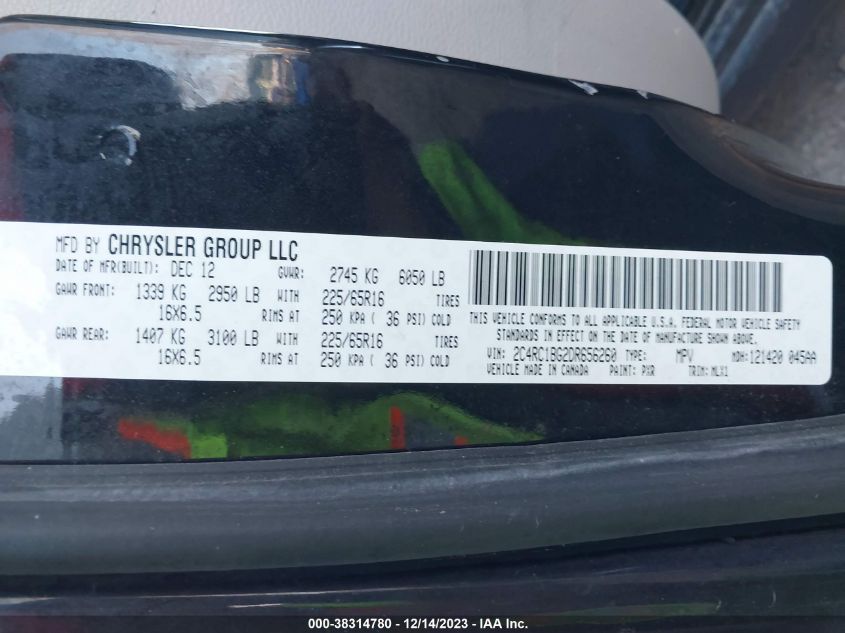 MFD BY CHRYSLER GROUP LLC
DATE OF MFR(BUILT): DEC 12 GVWR: 2745 KG 6050 LB
GAWR FRONT: 1339 KG 2950 LB WITH 225/65R16 TIRES
16X6.5 RIMS AT 250 KPA ( 36 PSI) COLD
GAWR REAR: 1407 KG 3100 LB WITH 225/65R16 TIRES
16X6.5 RIMS AT 250 KPA ( 36 PSI) COLD
THIS VEHICLE CONFORMS TO ALL APPLICABLE U.S.A. FEDERAL MOTOR VEHICLE SAFETY
STANDARDS IN EFFECT ON THE DATE OF MANUFACTURE SHOWN ABOVE.
VIN: 2C4RC1BG2DR656260 TYPE: MPV MDH:121420 045AA
VEHICLE MADE IN CANADA PAINT: PXR TRIM: MLX1
000-38314780 - 12/14/2023 - IAA Inc.